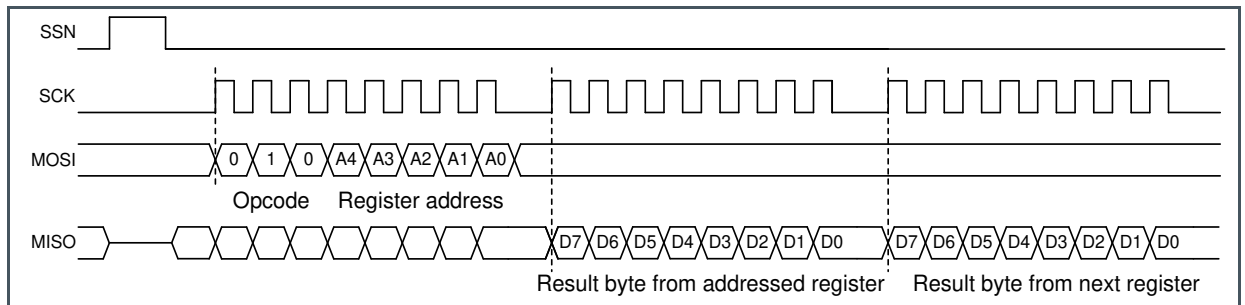 SSN
SCK
MOSI 0 1 0 A4 A3 A2 A1 A0
Opcode Register address
MISO D7 D6 D5 D4 D3 D2 D1 D0 D7 D6 D5 D4 D3 D2 D1 D0
Result byte from addressed register Result byte from next register